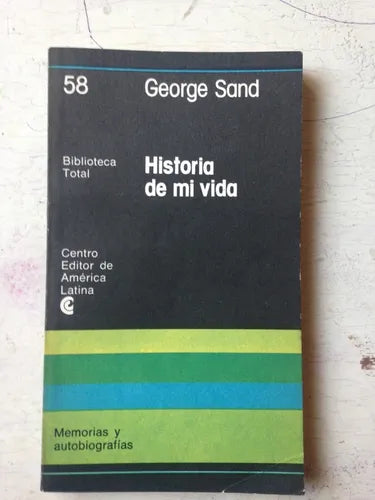 58
George Sand
Biblioteca
Total
Historia
de mi vida
Centro
Editor de
América
Latina
Memorias y
autobiografías